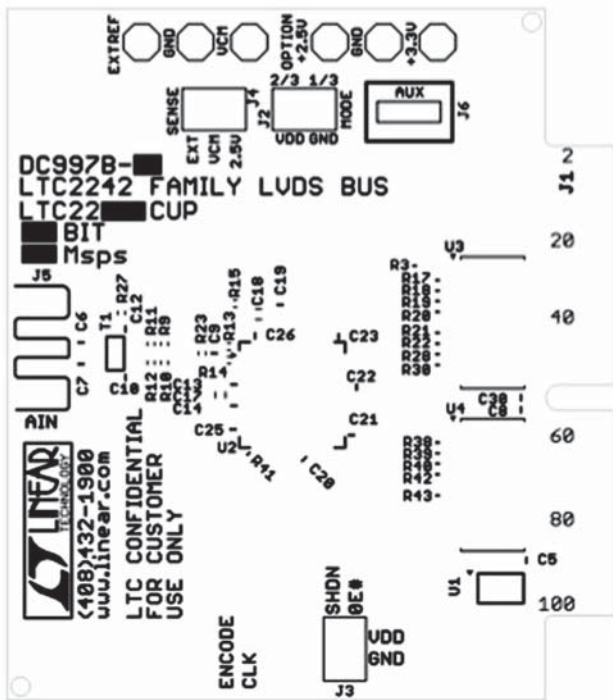 EXTREF
GND
VCM
OPTION
+2.5V
GND
+3.3V
SENSE
J4
EXT
VCM
2.5V
2/3 1/3
J2
MODE
VDD GND
AUX
J6
DC997B-
LTC2242 FAMILY LVDS BUS
LTC22 CUP
BIT
Msps
J5
J1
2
20
40
60
80
100
U3
R3
R17
R18
R19
R20
R21
R22
R28
R30
C30
C8
U4
R38
R39
R40
R42
R43
C5
U1
R27
C12
T1
C6
C7
C10
R11
R9
R12
R10
R15
C18
C19
R23
C9
R13
R14
C13
C17
C14
C26
C23
C22
C21
C25
U2
R41
C20
AIN
LINEAR
TECHNOLOGY
(408)432-1900
www.linear.com
LTC CONFIDENTIAL
FOR CUSTOMER
USE ONLY
ENCODE
CLK
SHDN
OE#
VDD
GND
J3